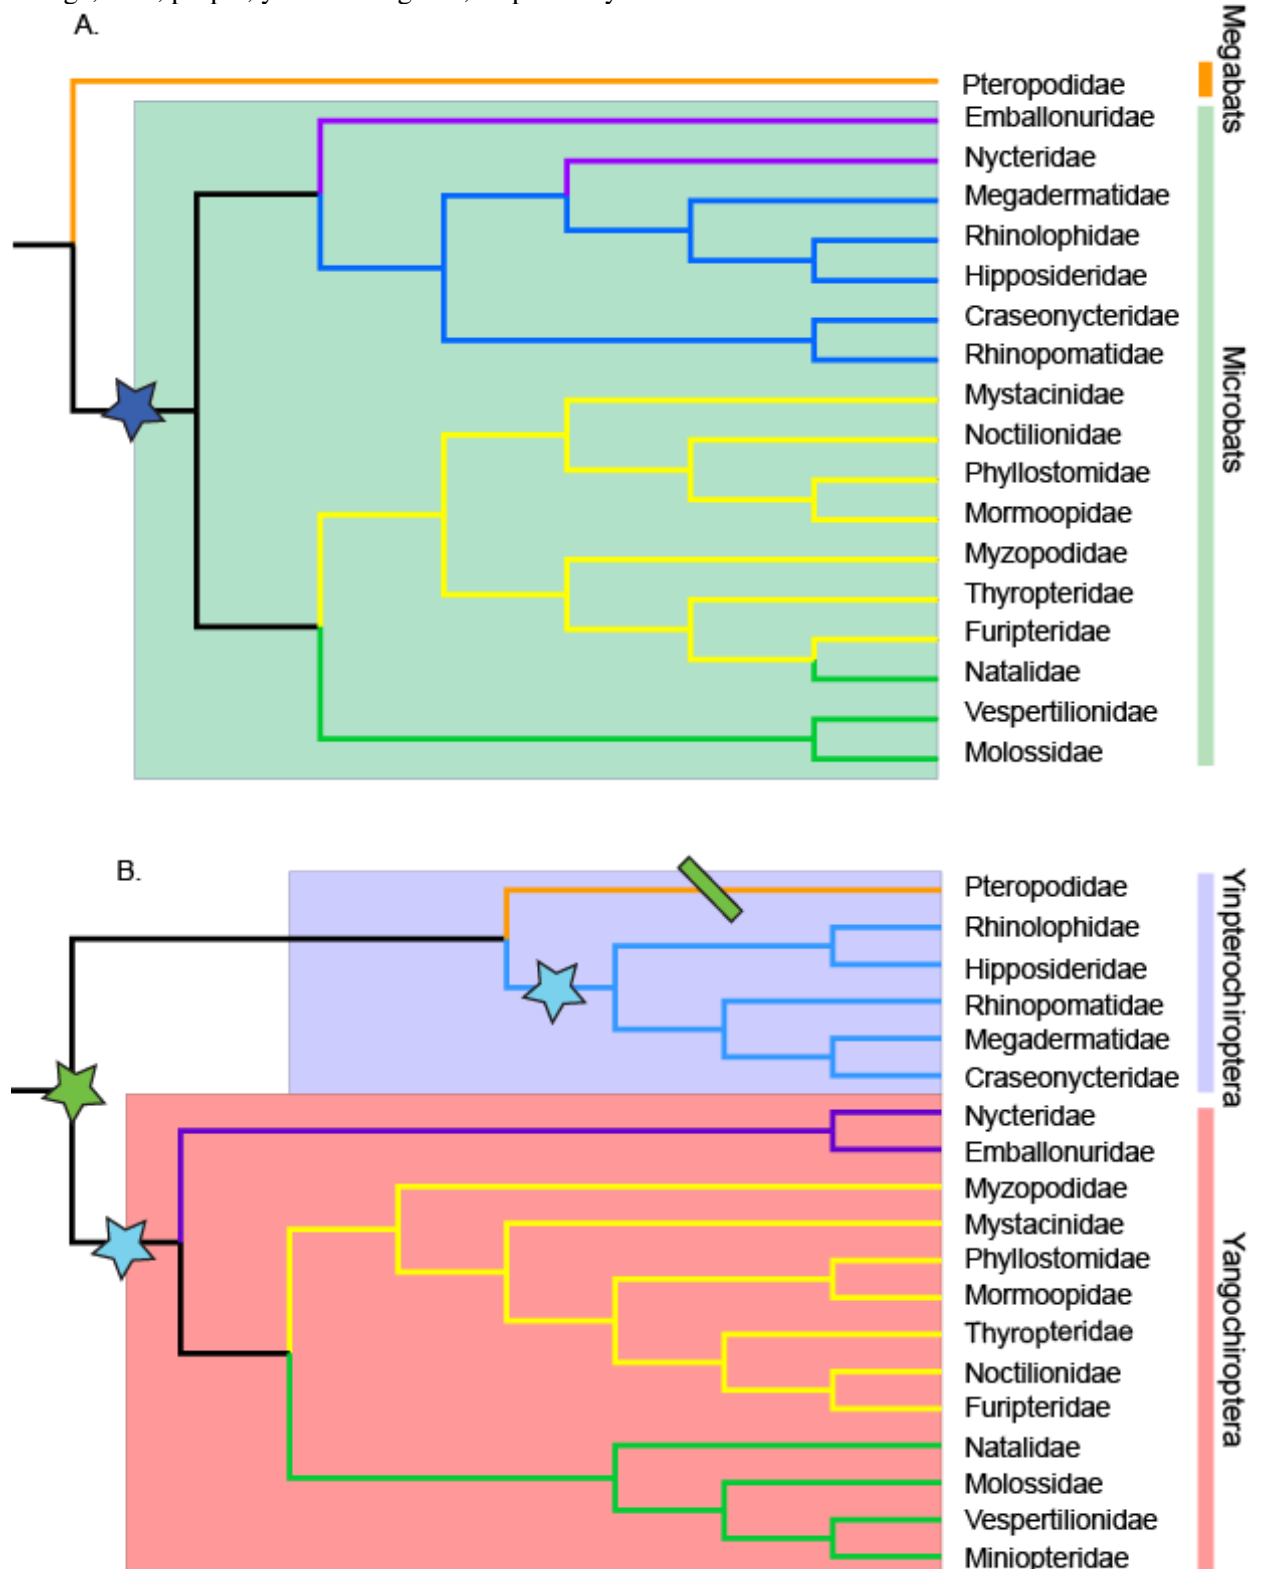 A.
Pteropodidae
Emballonuridae
Nycteridae
Megadermatidae
Rhinolophidae
Hipposideridae
Craseonycteridae
Rhinopomatidae
Mystacinidae
Noctilionidae
Phyllostomidae
Mormoopidae
Myzopodidae
Thyropteridae
Furipteridae
Natalidae
Vespertilionidae
Molossidae
Megabats
Microbats
B.
Pteropodidae
Rhinolophidae
Hipposideridae
Rhinopomatidae
Megadermatidae
Craseonycteridae
Nycteridae
Emballonuridae
Myzopodidae
Mystacinidae
Phyllostomidae
Mormoopidae
Thyropteridae
Noctilionidae
Furipteridae
Natalidae
Molossidae
Vespertilionidae
Miniopteridae
Yinpterochiroptera
Yangochiroptera